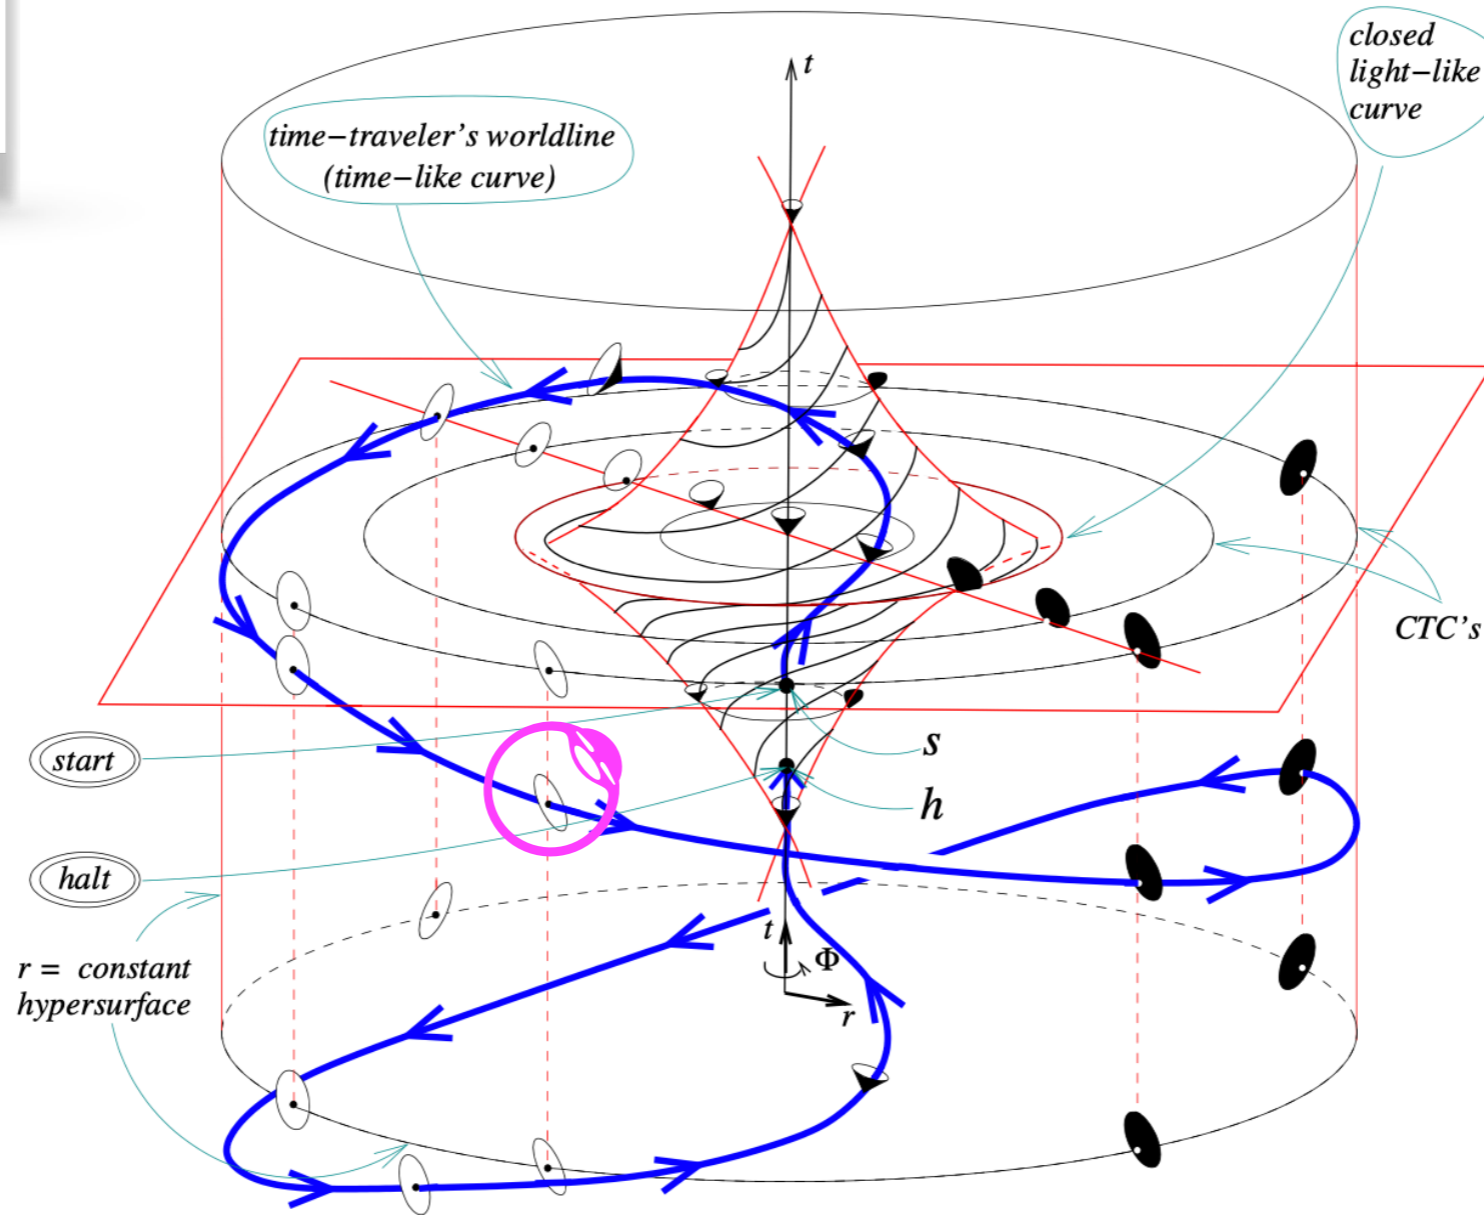 closed
light−like
curve
t
time−traveler's worldline
(time−like curve)
CTC's
start
s
h
halt
t
Φ
r
r = constant
hypersurface